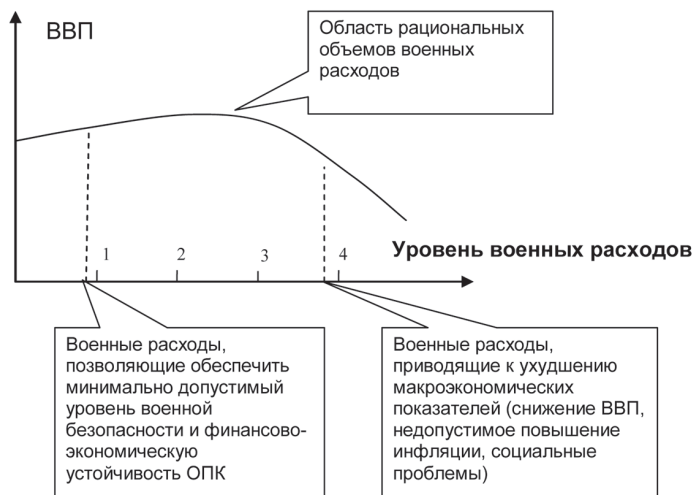 ВВП
Область рациональных
объемов военных
расходов
1
2
3
4
Уровень военных расходов
Военные расходы,
позволяющие обеспечить
минимально допустимый
уровень военной
безопасности и финансово-
экономическую
устойчивость ОПК
Военные расходы,
приводящие к ухудшению
макроэкономических
показателей (снижение ВВП,
недопустимое повышение
инфляции, социальные
проблемы)